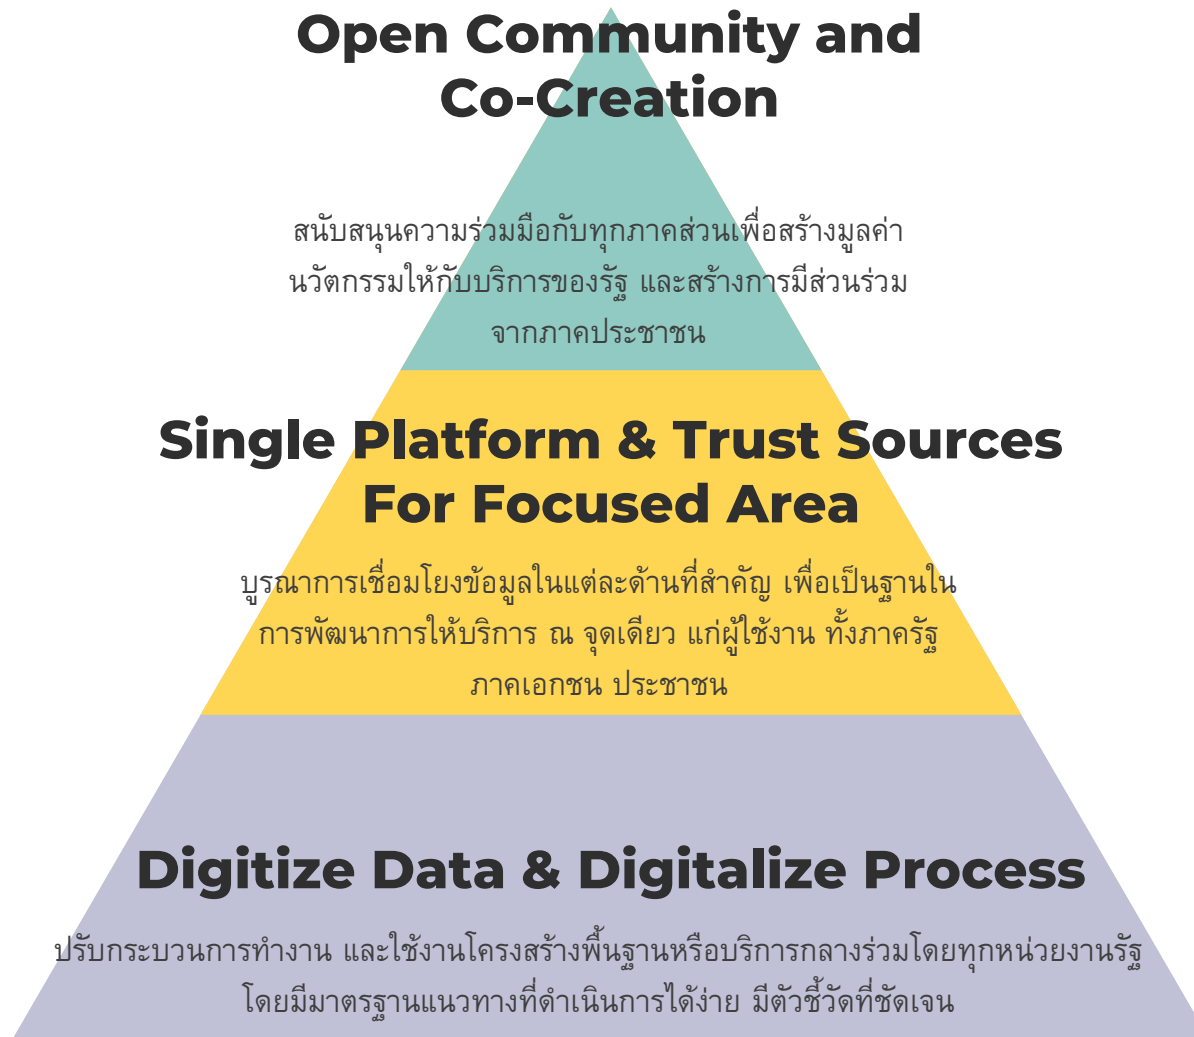 Open Community and
Co-Creation
สนับสนุนความร่วมมือกับทุกภาคส่วนเพื่อสร้างมูลค่า
นวัตกรรมให้กับบริการของรัฐ และสร้างการมีส่วนร่วม
จากภาคประชาชน
Single Platform & Trust Sources
For Focused Area
บูรณาการเชื่อมโยงข้อมูลในแต่ละด้านที่สำคัญ เพื่อเป็นฐานใน
การพัฒนาการให้บริการ ณ จุดเดียว แก่ผู้ใช้งาน ทั้งภาครัฐ
ภาคเอกชน ประชาชน
Digitize Data & Digitalize Process
ปรับกระบวนการทำงาน และใช้งานโครงสร้างพื้นฐานหรือบริการกลางร่วมโดยทุกหน่วยงานรัฐ
โดยมีมาตรฐานแนวทางที่ดำเนินการได้ง่าย มีตัวชี้วัดที่ชัดเจน